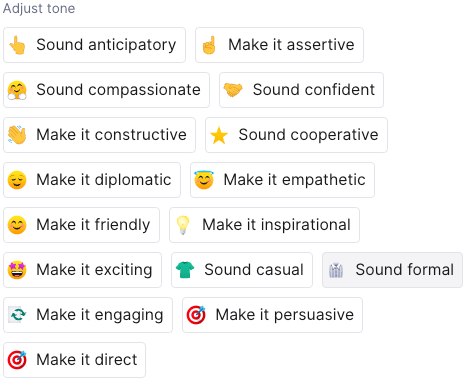 Adjust tone
Sound anticipatory Make it assertive
Sound compassionate Sound confident
Make it constructive Sound cooperative
Make it diplomatic Make it empathetic
Make it friendly Make it inspirational
Make it exciting Sound casual Sound formal
Make it engaging Make it persuasive
Make it direct